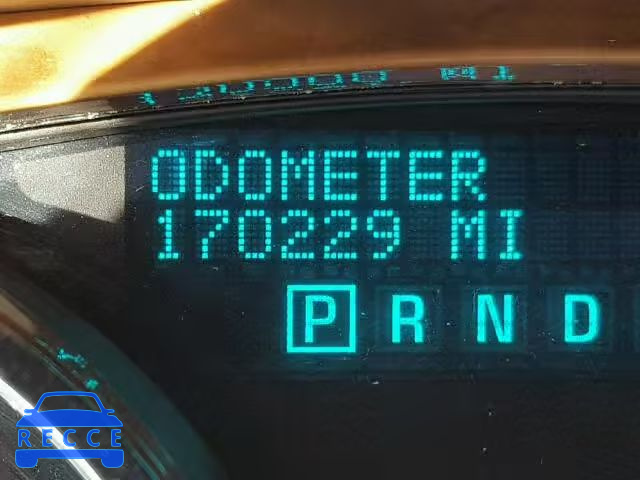 ODOMETER
170229 MI
P R N D
RECCE